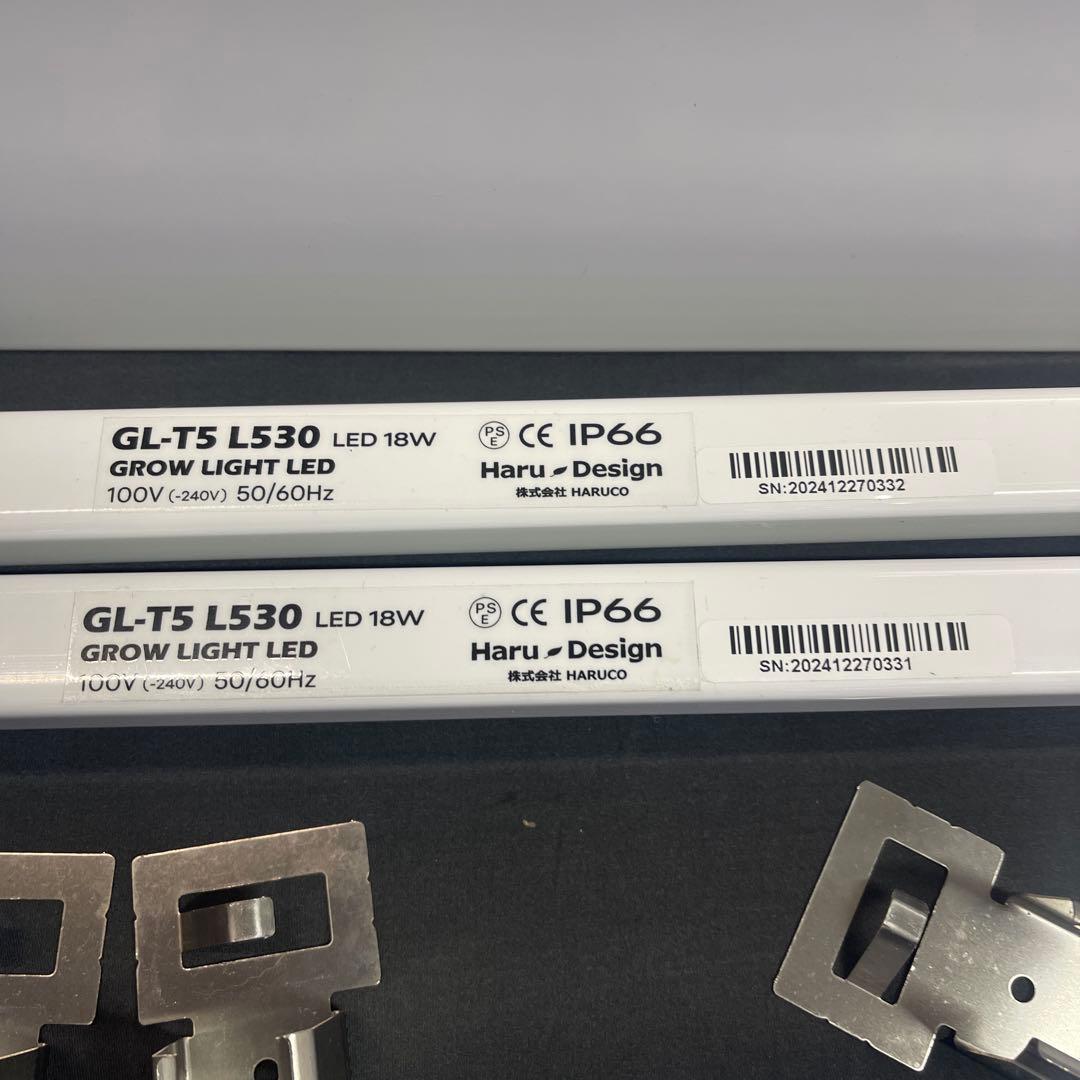 GL-T5 L530 LED 18W
GROW LIGHT LED
100V (-240V) 50/60Hz
PS E CE IP66
Haru Design
株式会社 HARUCO
SN:202412270332
GL-T5 L530 LED 18W
GROW LIGHT LED
100V (-240V) 50/60Hz
PS E CE IP66
Haru Design
株式会社 HARUCO
SN:202412270331